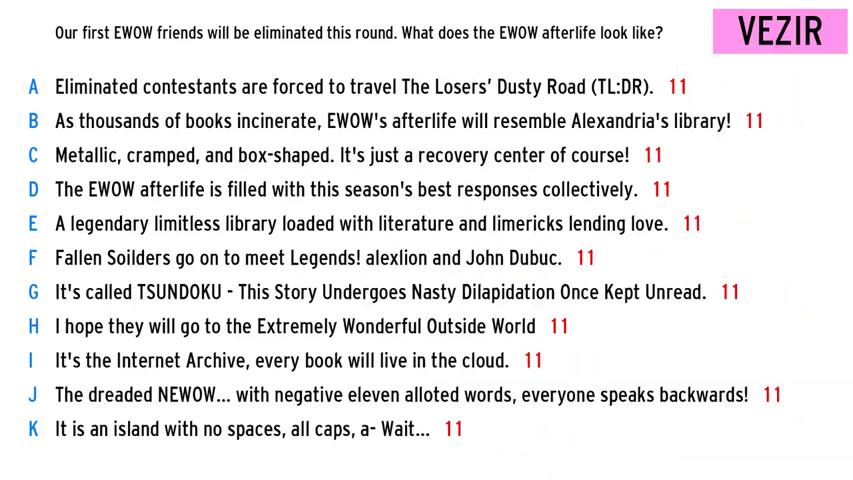 Our first EWOW friends will be eliminated this round. What does the EWOW afterlife look like?
VEZIR
A Eliminated contestants are forced to travel The Losers' Dusty Road (TL:DR). 11
B As thousands of books incinerate, EWOW's afterlife will resemble Alexandria's library! 11
C Metallic, cramped, and box-shaped. It's just a recovery center of course! 11
D The EWOW afterlife is filled with this season's best responses collectively. 11
E A legendary limitless library loaded with literature and limericks lending love. 11
F Fallen Soilders go on to meet Legends! alexlion and John Dubuc. 11
G It's called TSUNDOKU - This Story Undergoes Nasty Dilapidation Once Kept Unread. 11
H I hope they will go to the Extremely Wonderful Outside World 11
I It's the Internet Archive, every book will live in the cloud. 11
J The dreaded NEWOW... with negative eleven alloted words, everyone speaks backwards! 11
K It is an island with no spaces, all caps, a- Wait... 11